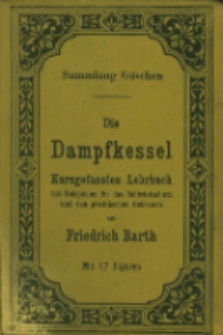 Sammlung Göschen
Die
Dampfkessel
Kurzgefasstes Lehrbuch
mit Beispielen für das Selbststudium
und den praktischen Gebrauch
von
Friedrich Barth
Mit 67 Figuren